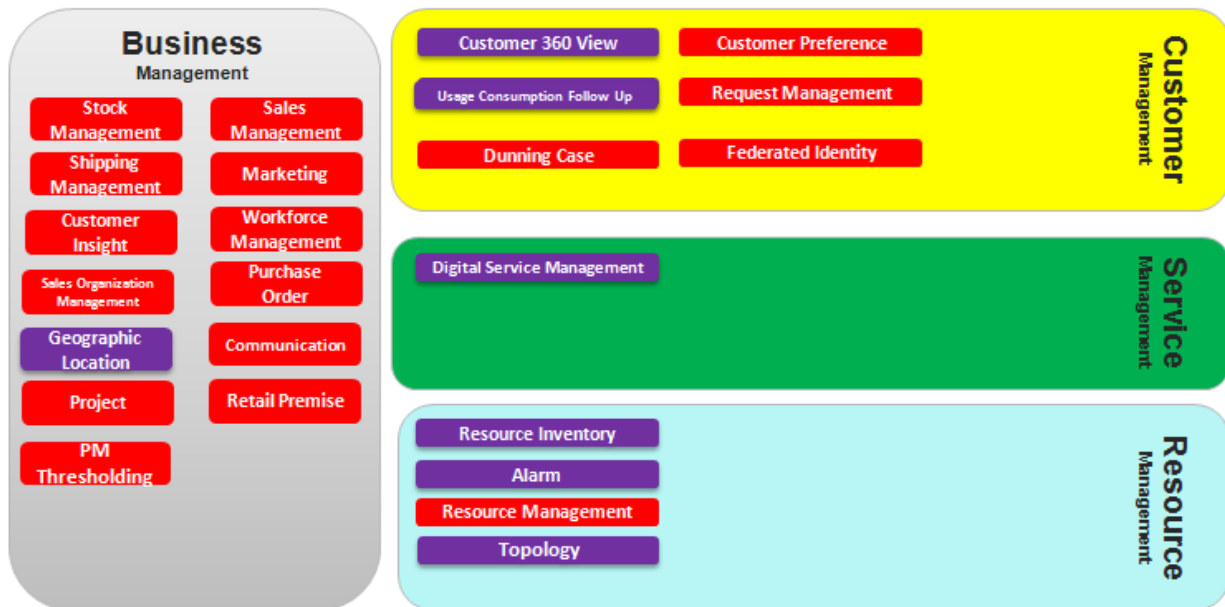 Business
Management
Stock
Management
Sales
Management
Shipping
Management
Marketing
Customer
Insight
Workforce
Management
Sales Organization
Management
Purchase
Order
Geographic
Location
Communication
Project
Retail Premise
PM
Thresholding
Customer 360 View
Customer Preference
Usage Consumption Follow Up
Request Management
Dunning Case
Federated Identity
Customer
Management
Digital Service Management
Service
Management
Resource Inventory
Alarm
Resource Management
Topology
Resource
Management